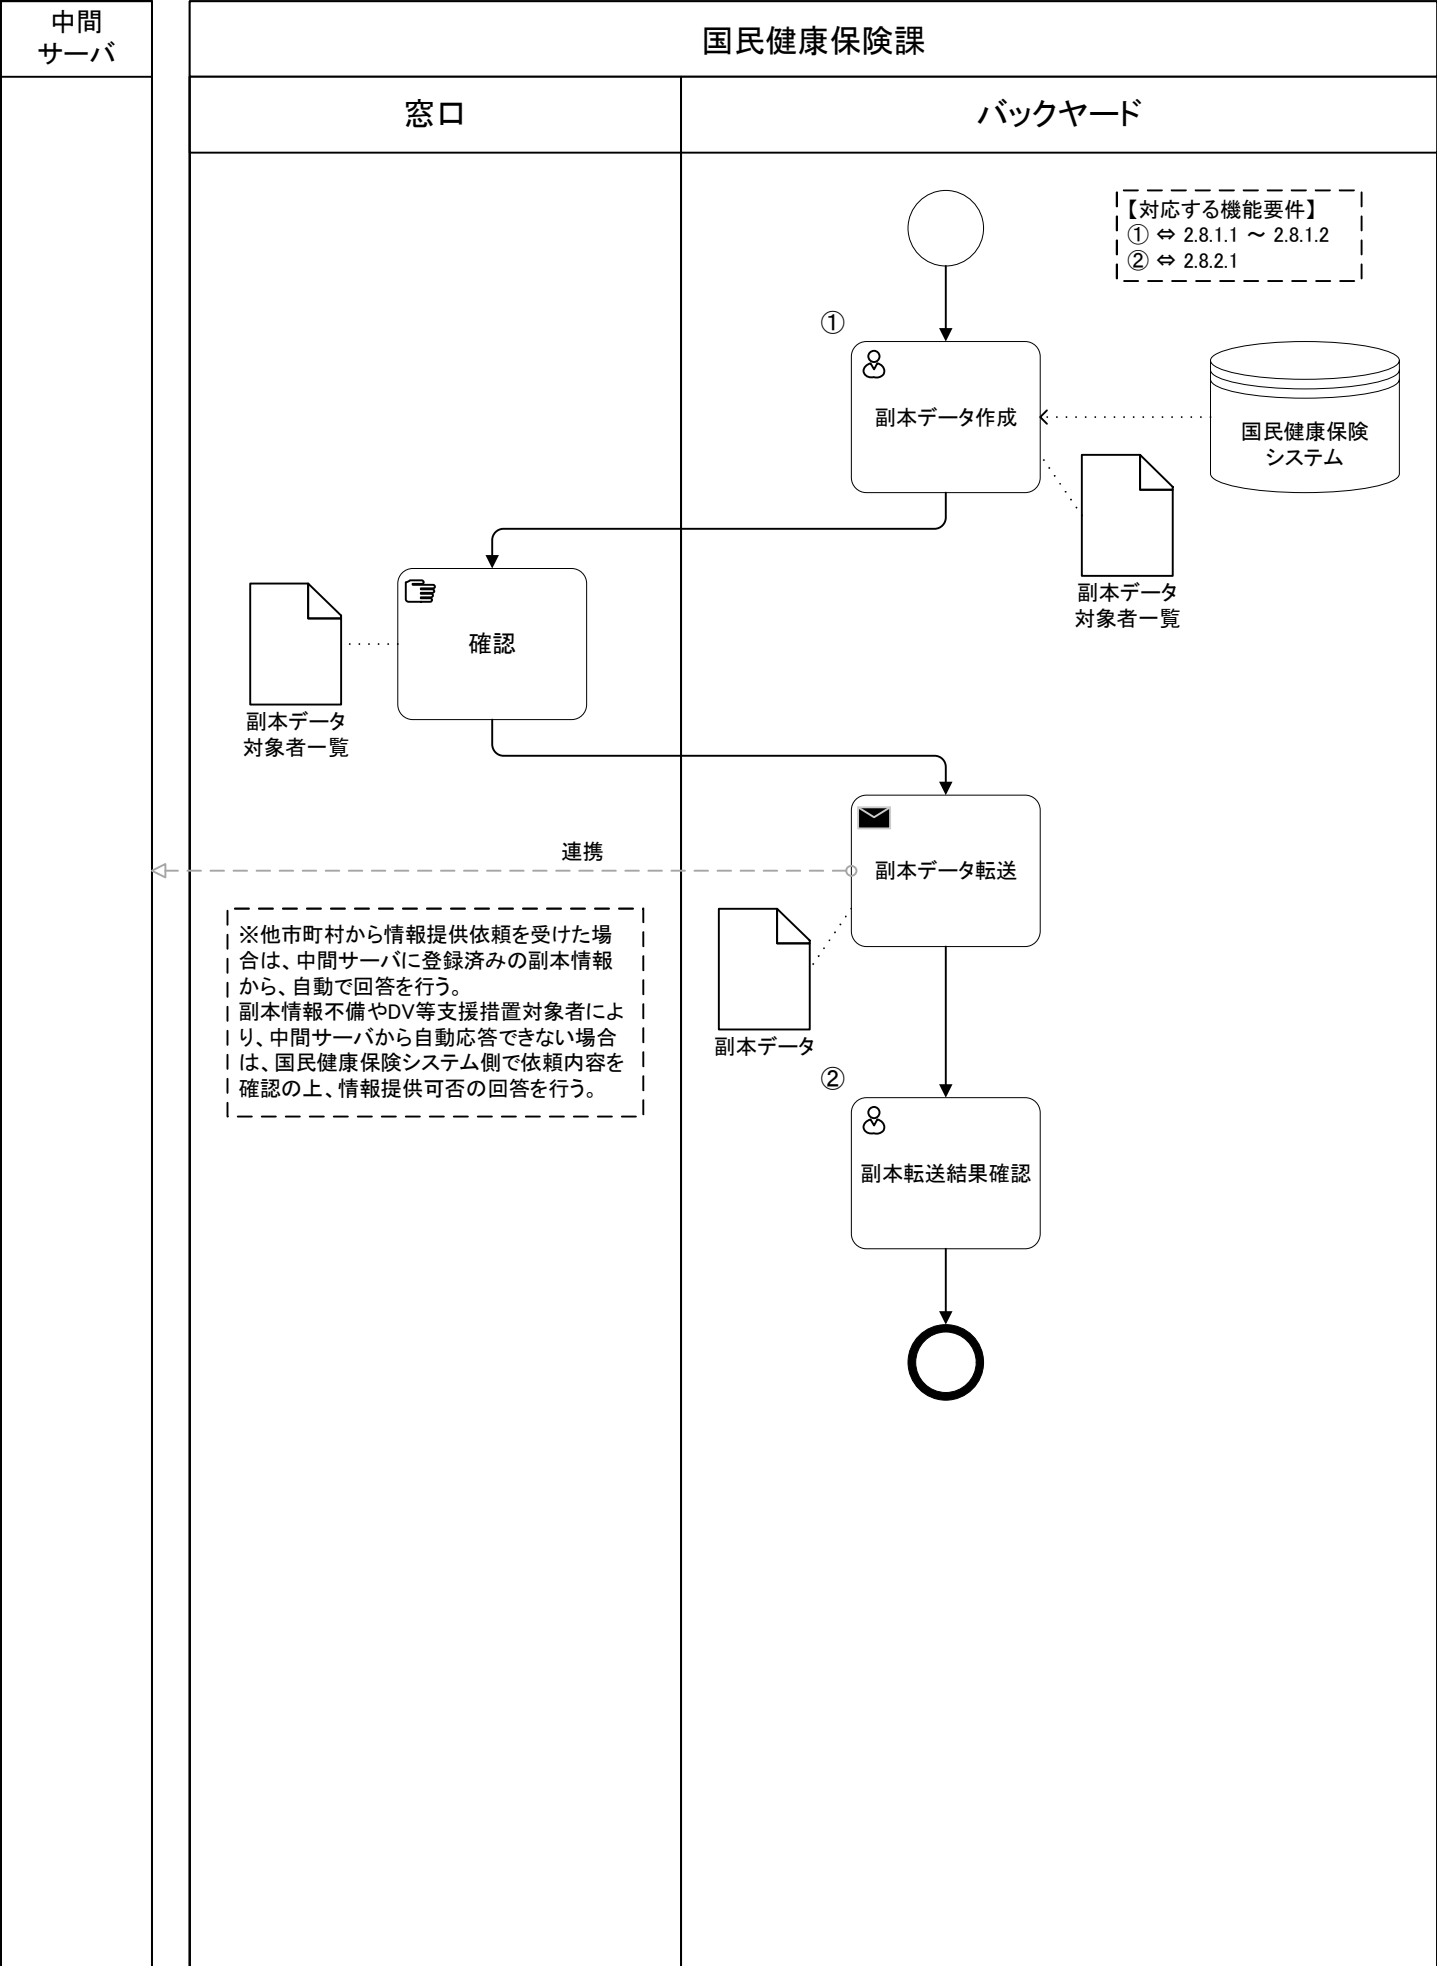 中間
サーバ
国民健康保険課
窓口
バックヤード
【対応する機能要件】
① ⇔ 2.8.1.1 ～ 2.8.1.2
② ⇔ 2.8.2.1
①
副本データ作成
国民健康保険
システム
副本データ
対象者一覧
確認
副本データ
対象者一覧
連携
副本データ転送
※他市町村から情報提供依頼を受けた場
合は、中間サーバに登録済みの副本情報
から、自動で回答を行う。
副本情報不備やDV等支援措置対象者によ
り、中間サーバから自動応答できない場合
は、国民健康保険システム側で依頼内容を
確認の上、情報提供可否の回答を行う。
副本データ
②
副本転送結果確認